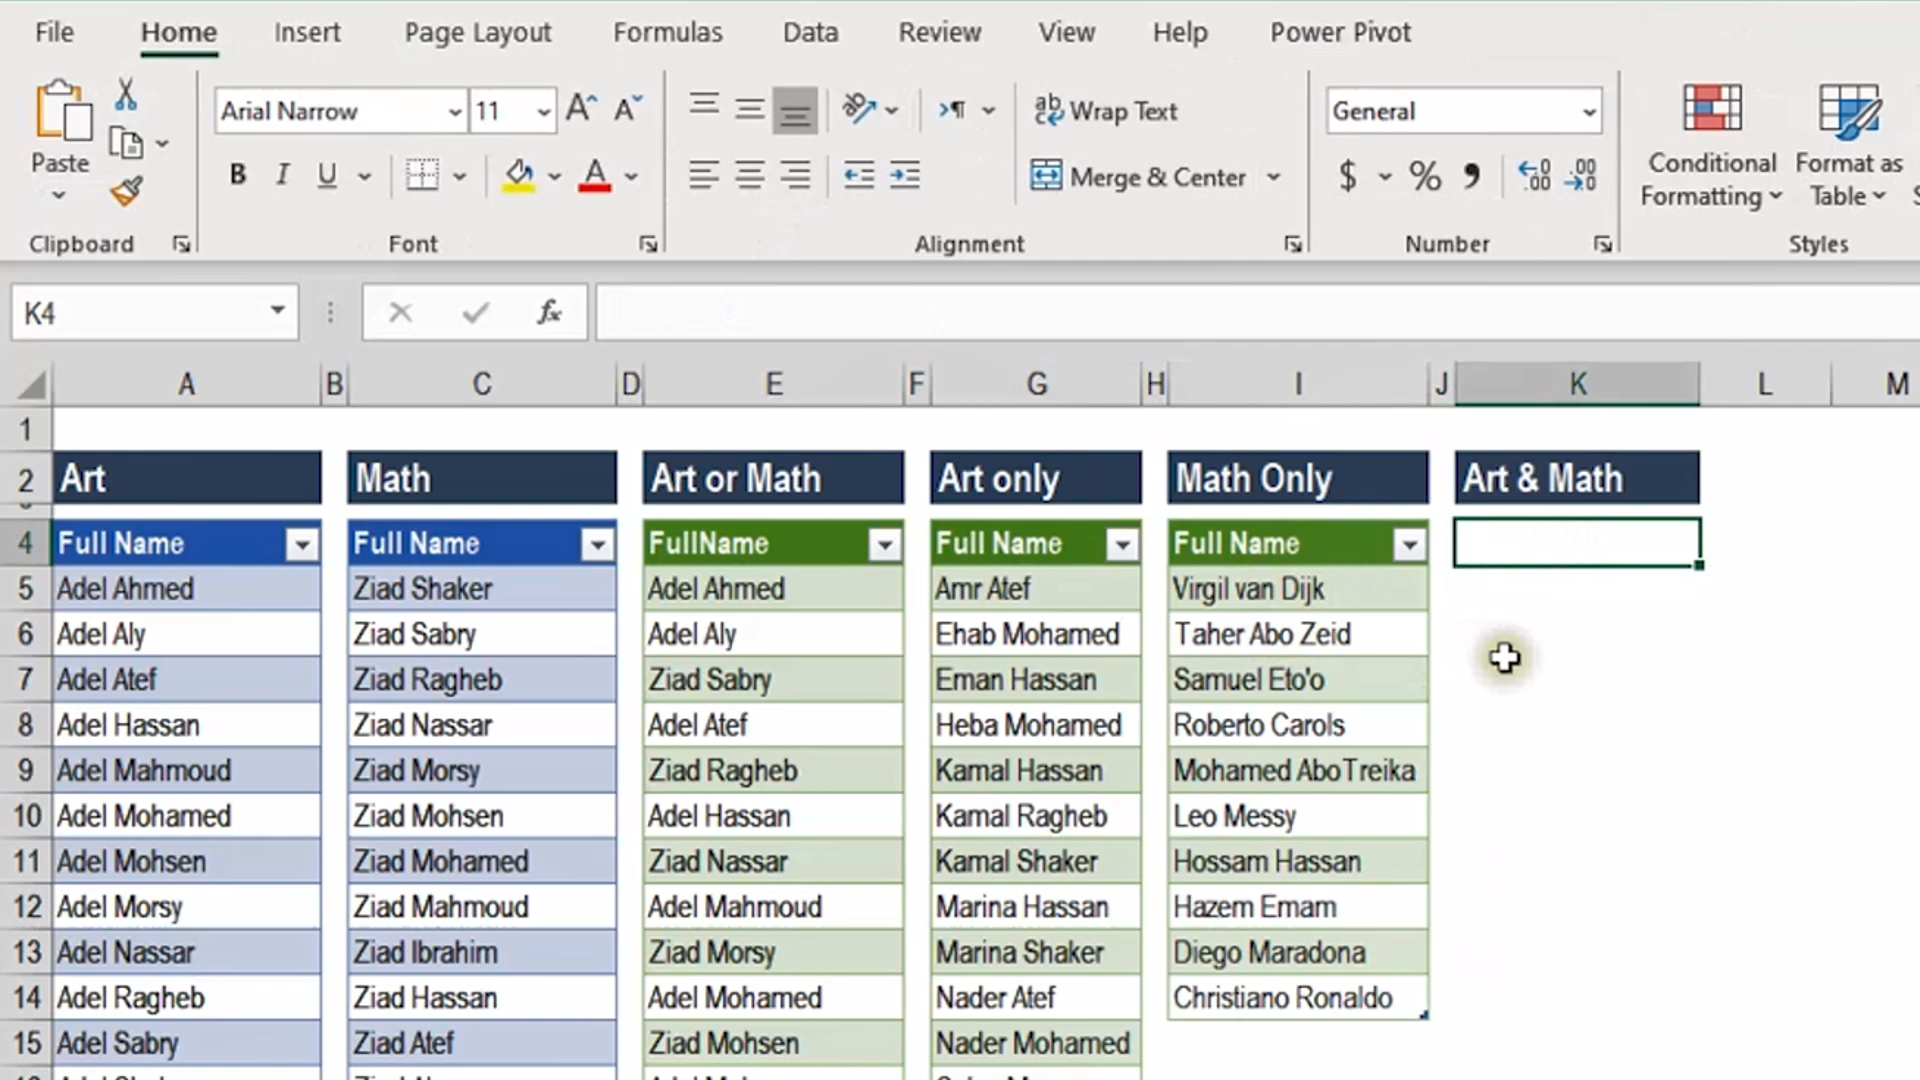 File Home Insert Page Layout Formulas Data Review View Help Power Pivot
Arial Narrow 11 Wrap Text General
Paste B I U Merge & Center $ % Conditional Formatting Format as Table
Clipboard Font Alignment Number Styles
K4 fx
A B C D E F G H I J K L M
1
2 Art Math Art or Math Art only Math Only Art & Math
4 Full Name Full Name FullName Full Name Full Name
5 Adel Ahmed Ziad Shaker Adel Ahmed Amr Atef Virgil van Dijk
6 Adel Aly Ziad Sabry Adel Aly Ehab Mohamed Taher Abo Zeid
7 Adel Atef Ziad Ragheb Ziad Sabry Eman Hassan Samuel Eto'o
8 Adel Hassan Ziad Nassar Adel Atef Heba Mohamed Roberto Carols
9 Adel Mahmoud Ziad Morsy Ziad Ragheb Kamal Hassan Mohamed AboTreika
10 Adel Mohamed Ziad Mohsen Adel Hassan Kamal Ragheb Leo Messy
11 Adel Mohsen Ziad Mohamed Ziad Nassar Kamal Shaker Hossam Hassan
12 Adel Morsy Ziad Mahmoud Adel Mahmoud Marina Hassan Hazem Emam
13 Adel Nassar Ziad Ibrahim Ziad Morsy Marina Shaker Diego Maradona
14 Adel Ragheb Ziad Hassan Adel Mohamed Nader Atef Christiano Ronaldo
15 Adel Sabry Ziad Atef Ziad Mohsen Nader Mohamed